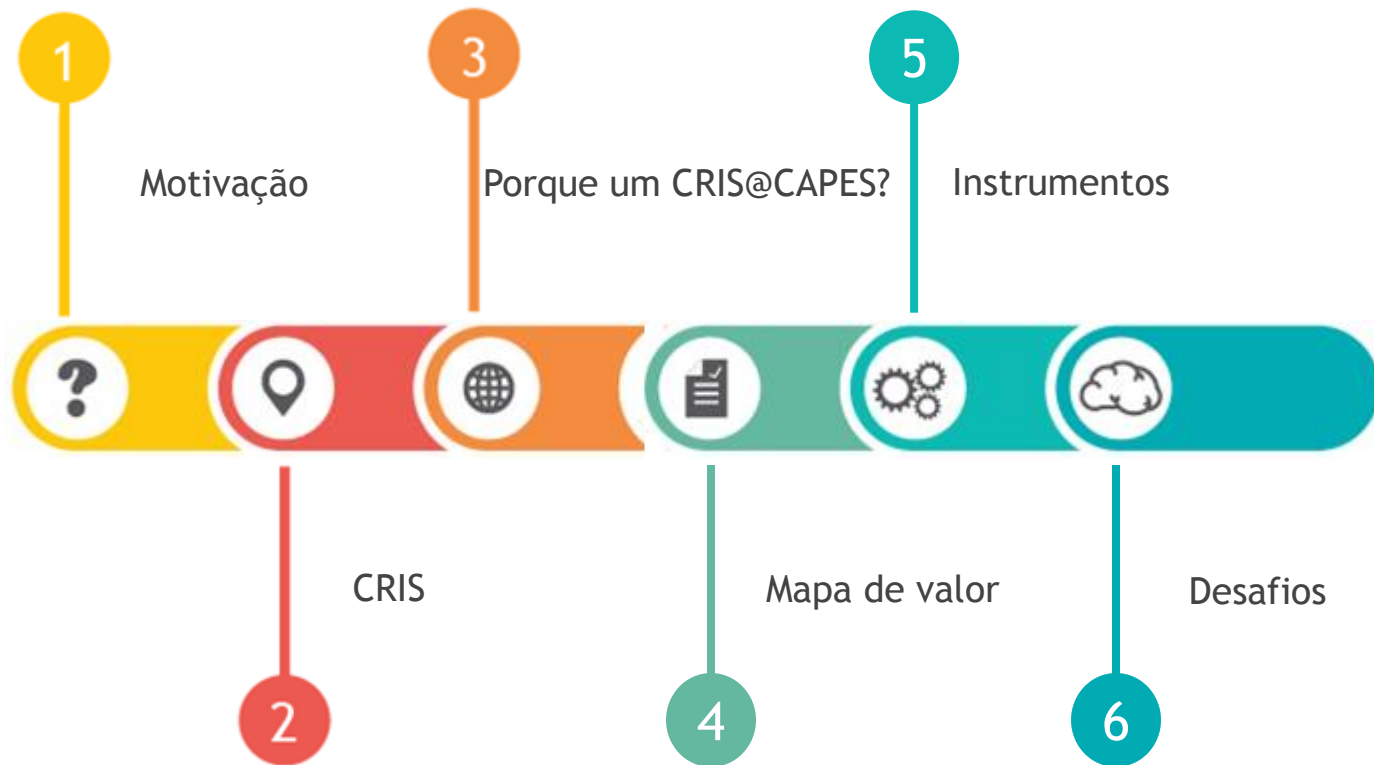 1
Motivação
2
CRIS
3
Porque um CRIS@CAPES?
4
Mapa de valor
5
Instrumentos
6
Desafios